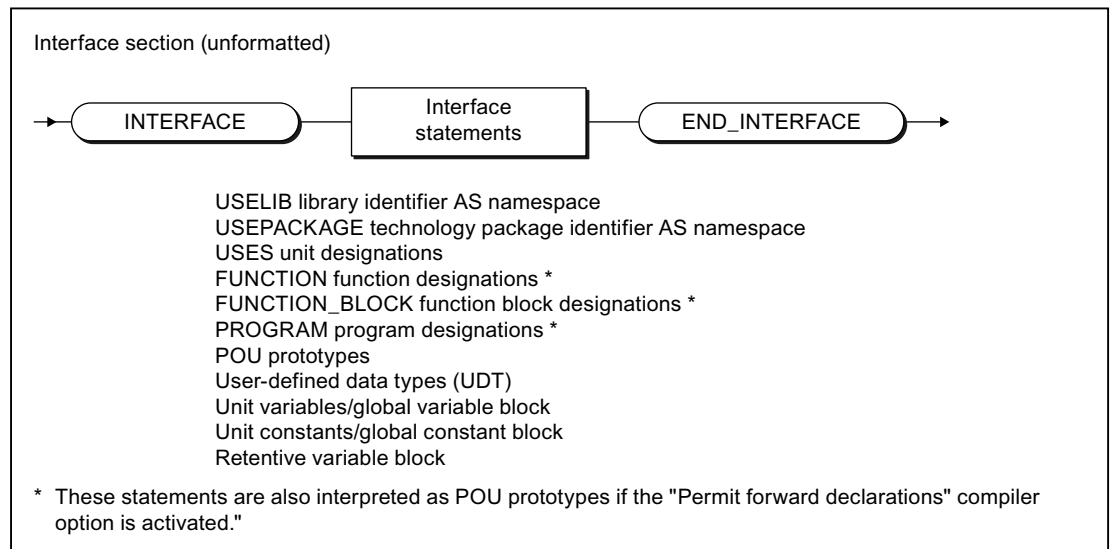 Interface section (unformatted)
INTERFACE
Interface
statements
END_INTERFACE
USELIB library identifier AS namespace
USEPACKAGE technology package identifier AS namespace
USES unit designations
FUNCTION function designations *
FUNCTION_BLOCK function block designations *
PROGRAM program designations *
POU prototypes
User-defined data types (UDT)
Unit variables/global variable block
Unit constants/global constant block
Retentive variable block
* These statements are also interpreted as POU prototypes if the "Permit forward declarations" compiler
option is activated."